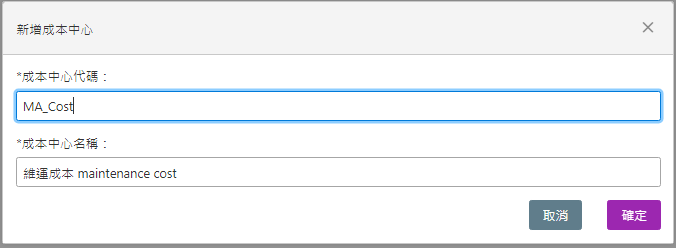 新增成本中心
*成本中心代碼：
MA_Cost
*成本中心名稱：
維運成本 maintenance cost
取消
確定